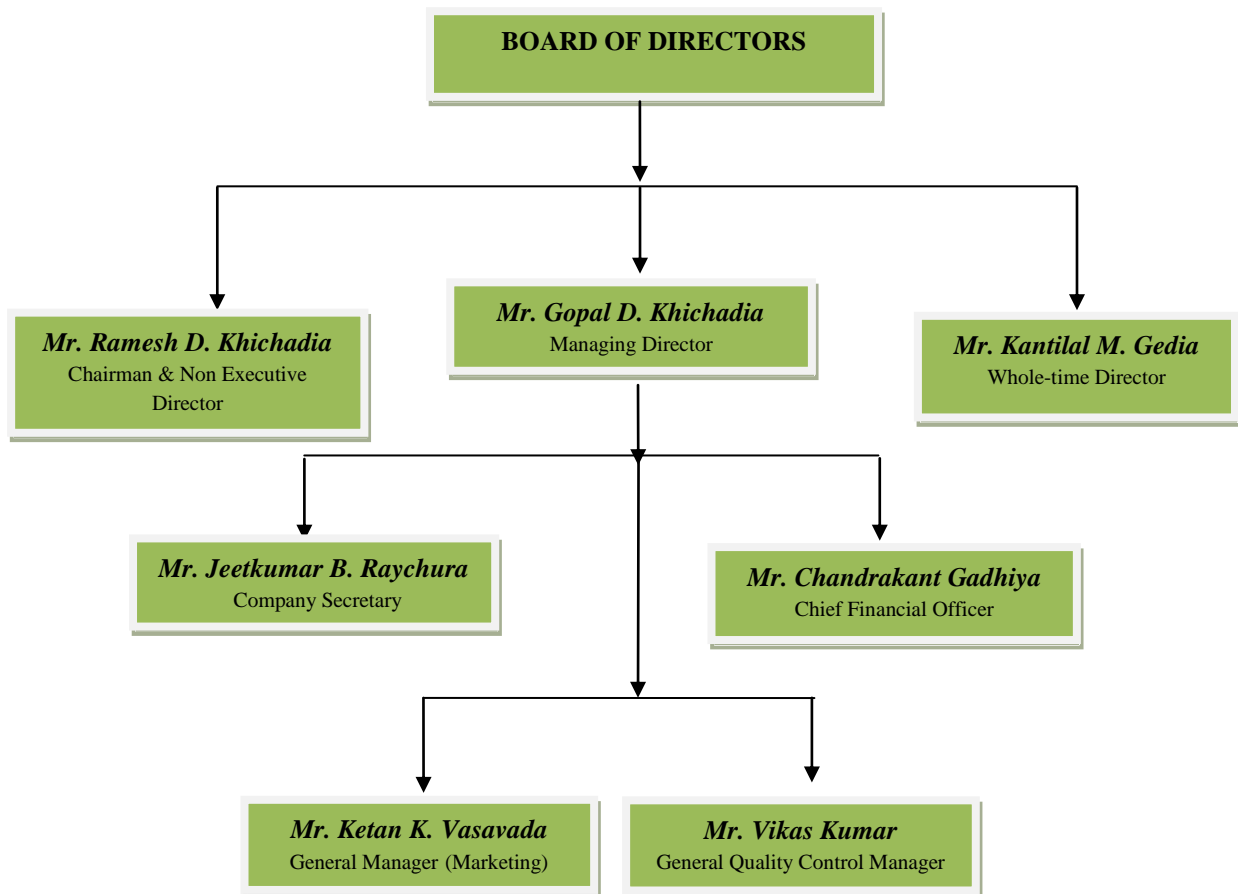 BOARD OF DIRECTORS
Mr. Ramesh D. Khichadia
Chairman & Non Executive
Director
Mr. Gopal D. Khichadia
Managing Director
Mr. Kantilal M. Gedia
Whole-time Director
Mr. Jeetkumar B. Raychura
Company Secretary
Mr. Chandrakant Gadhiya
Chief Financial Officer
Mr. Ketan K. Vasavada
General Manager (Marketing)
Mr. Vikas Kumar
General Quality Control Manager